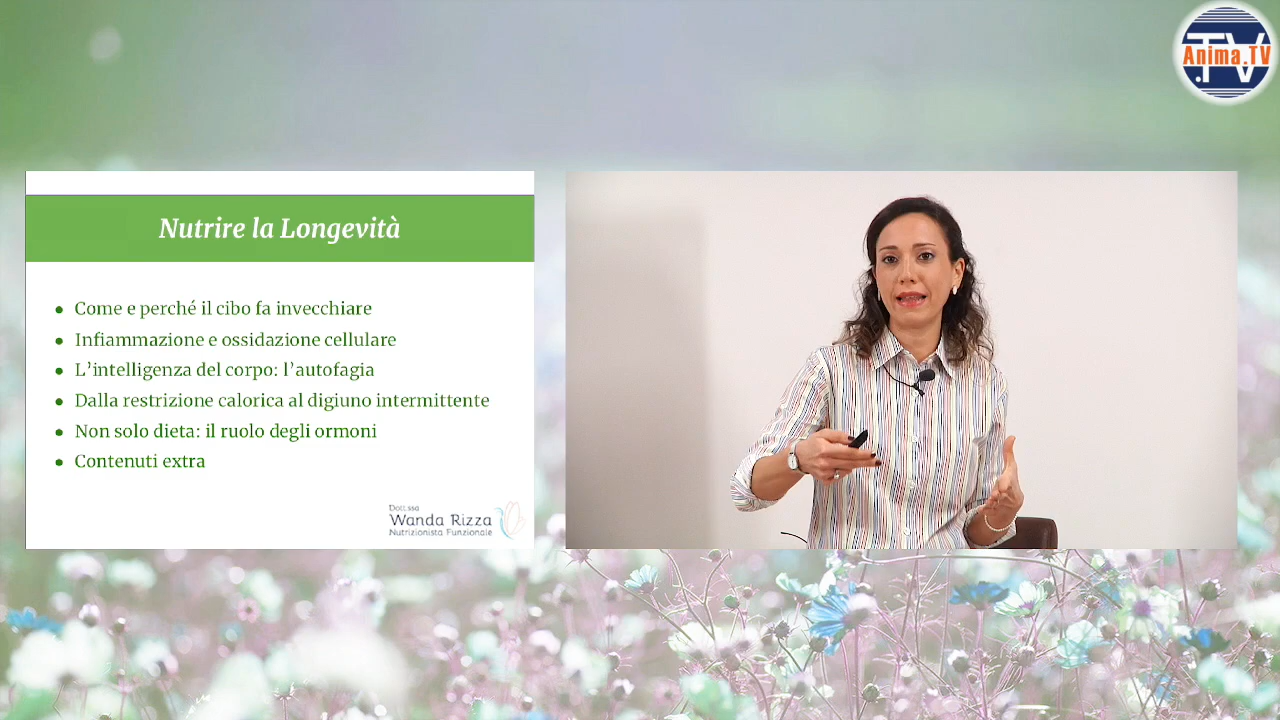 TV
Anima.TV
Nutrire la Longevità
• Come e perché il cibo fa invecchiare
• Infiammazione e ossidazione cellulare
• L'intelligenza del corpo: l'autofagia
• Dalla restrizione calorica al digiuno intermittente
• Non solo dieta: il ruolo degli ormoni
• Contenuti extra
Dott.ssa
Wanda Rizza
Nutrizionista Funzionale